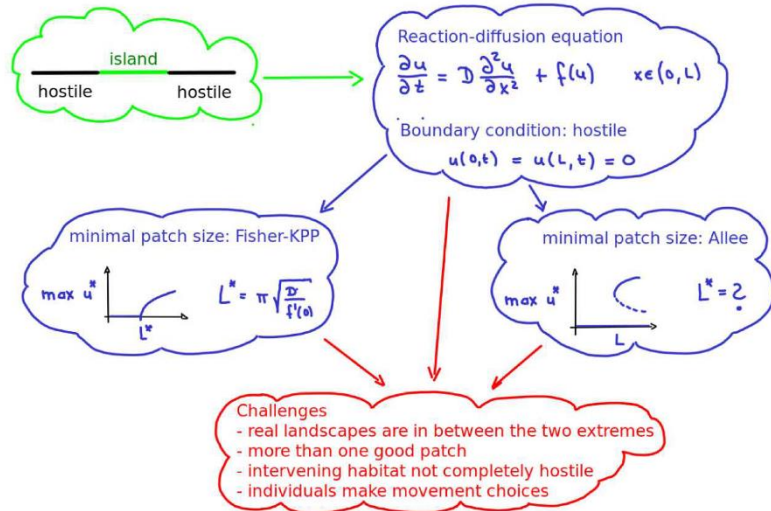 island
hostile hostile
Reaction-diffusion equation
∂u/∂t = D ∂²u/∂x² + f(u) x∈(0,L)
Boundary condition: hostile
u(0,t) = u(L,t) = 0
minimal patch size: Fisher-KPP
max u*
L* = π√(D/f'(0))
L*
minimal patch size: Allee
max u*
L* = ?
L
Challenges
- real landscapes are in between the two extremes
- more than one good patch
- intervening habitat not completely hostile
- individuals make movement choices